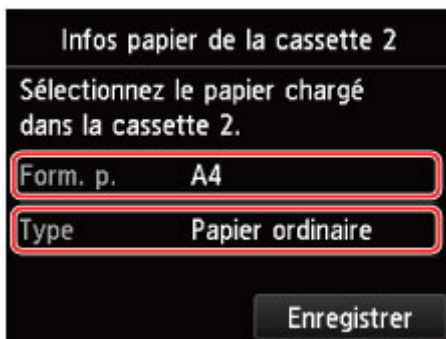 Infos papier de la cassette 2
Sélectionnez le papier chargé
dans la cassette 2.
Form. p. A4
Type Papier ordinaire
Enregistrer